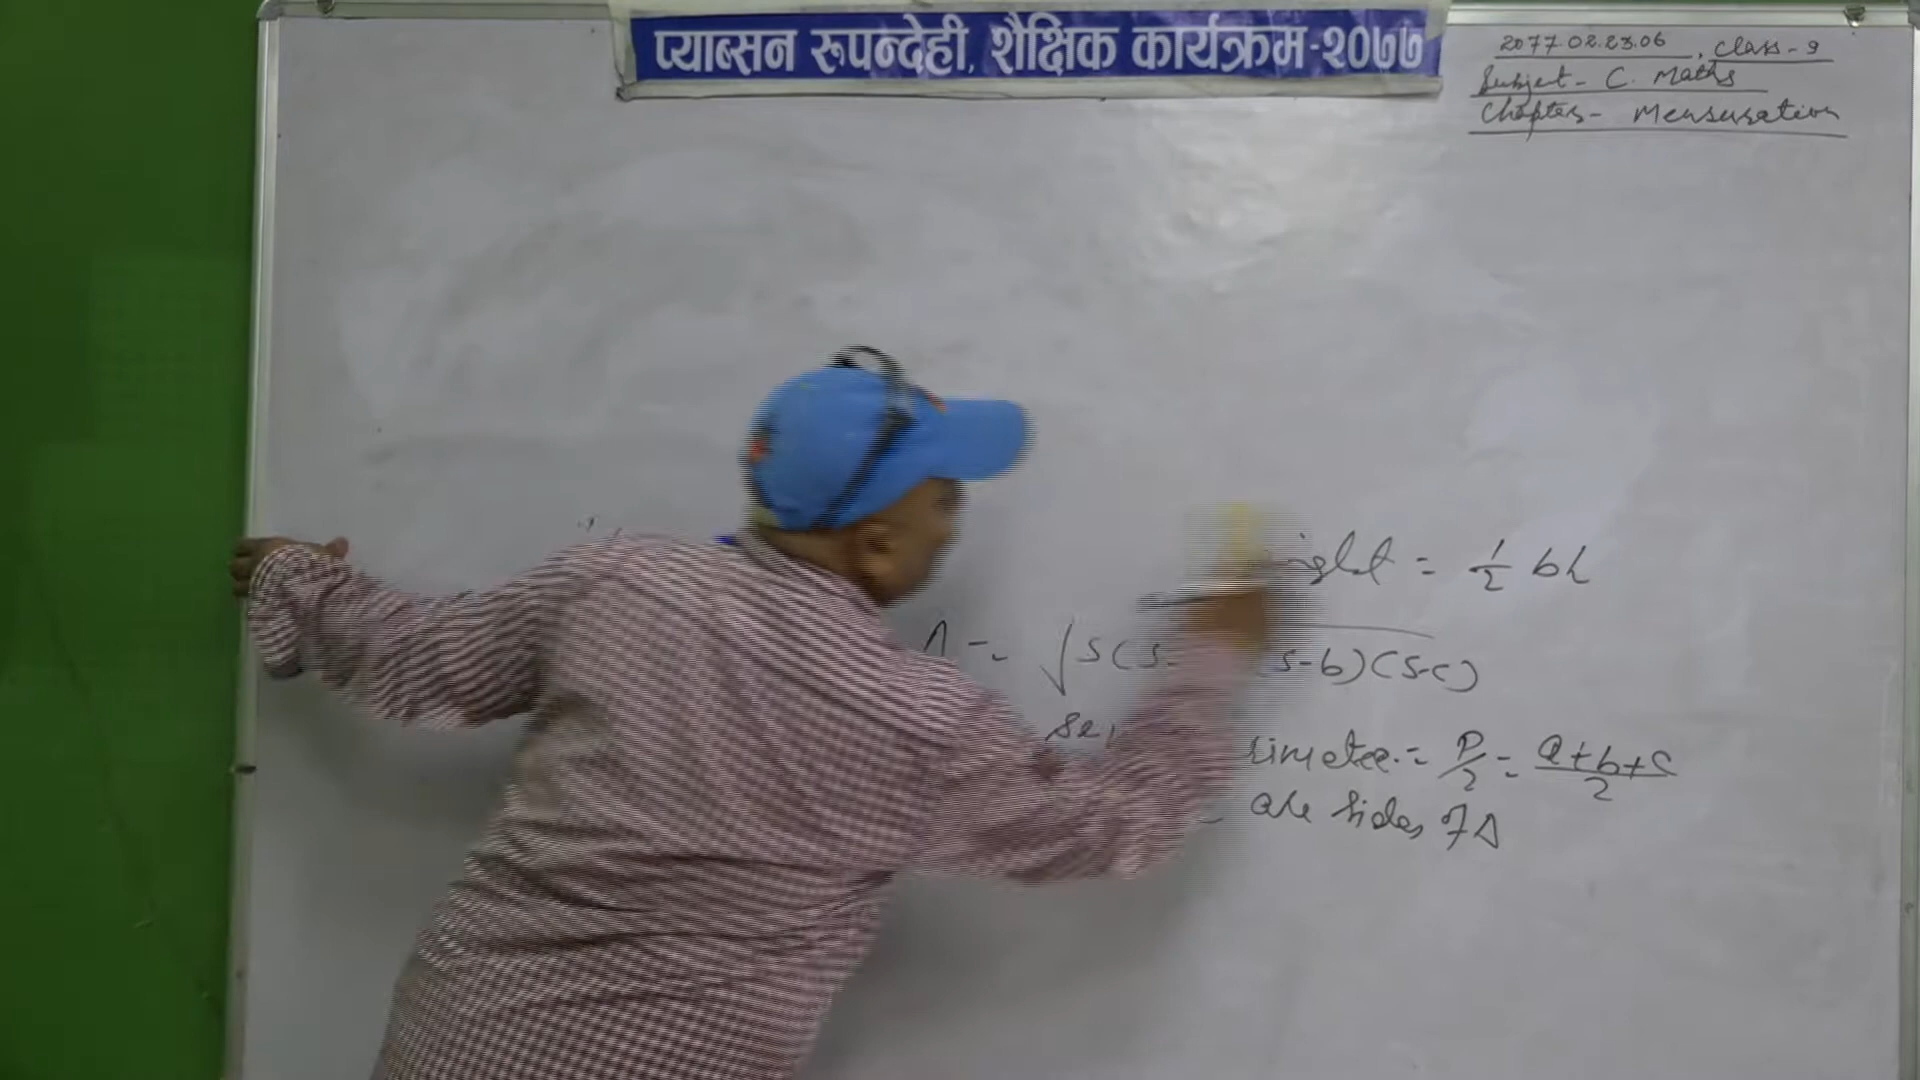 प्याब्सन रुपन्देही, शैक्षिक कार्यक्रम-२०७७
2077.02.23.06, Class-9
Subject- C. Maths
Chapter- Mensuration
= 1/2 bh
= √s(s- s-b)(s-c)
= P/2 = a+b+c/2
are sides of Δ